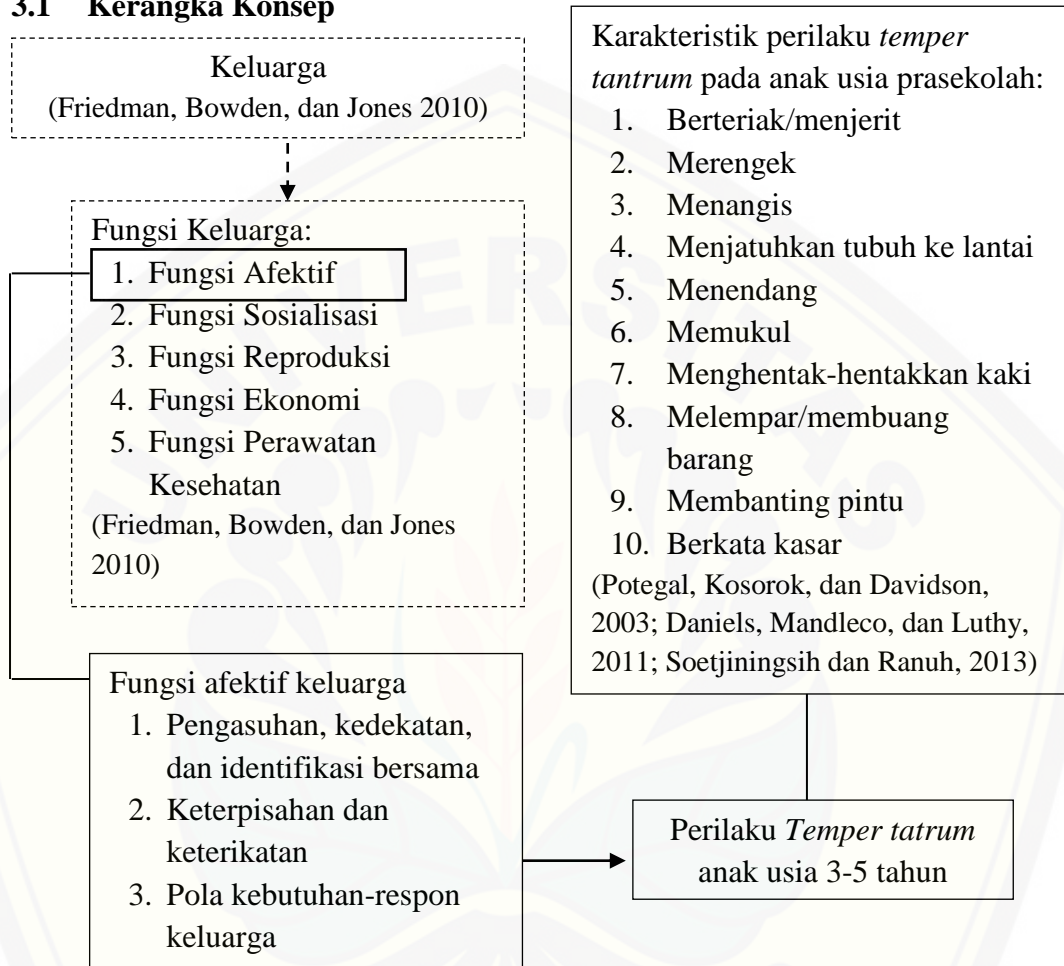 3.1 Kerangka Konsep
Keluarga
(Friedman, Bowden, dan Jones 2010)
Fungsi Keluarga:
1. Fungsi Afektif
2. Fungsi Sosialisasi
3. Fungsi Reproduksi
4. Fungsi Ekonomi
5. Fungsi Perawatan
Kesehatan
(Friedman, Bowden, dan Jones
2010)
Fungsi afektif keluarga
1. Pengasuhan, kedekatan,
dan identifikasi bersama
2. Keterpisahan dan
keterikatan
3. Pola kebutuhan-respon
keluarga
Karakteristik perilaku temper
tantrum pada anak usia prasekolah:
1. Berteriak/menjerit
2. Merengek
3. Menangis
4. Menjatuhkan tubuh ke lantai
5. Menendang
6. Memukul
7. Menghentak-hentakkan kaki
8. Melempar/membuang
barang
9. Membanting pintu
10. Berkata kasar
(Potegal, Kosorok, dan Davidson,
2003; Daniels, Mandleco, dan Luthy,
2011; Soetjiningsih dan Ranuh, 2013)
Perilaku Temper tatrum
anak usia 3-5 tahun
UNIVERSITAS